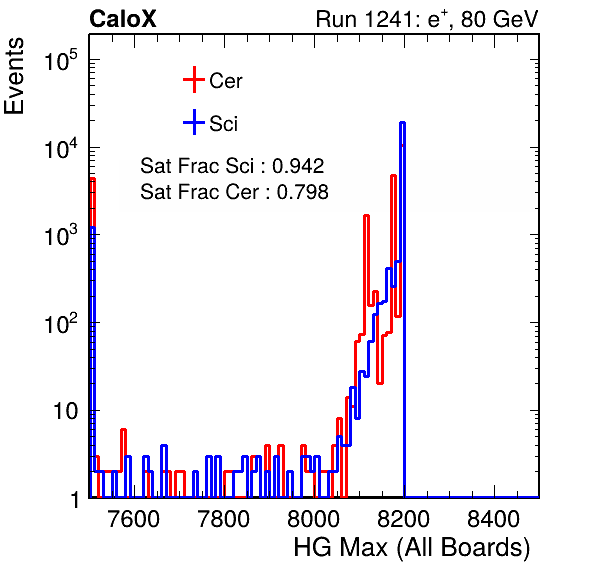 CaloX Run 1241: e⁺, 80 GeV
Events
Cer
Sci
Sat Frac Sci : 0.942
Sat Frac Cer : 0.798
10⁵
10⁴
10³
10²
10
1
7600 7800 8000 8200 8400
HG Max (All Boards)